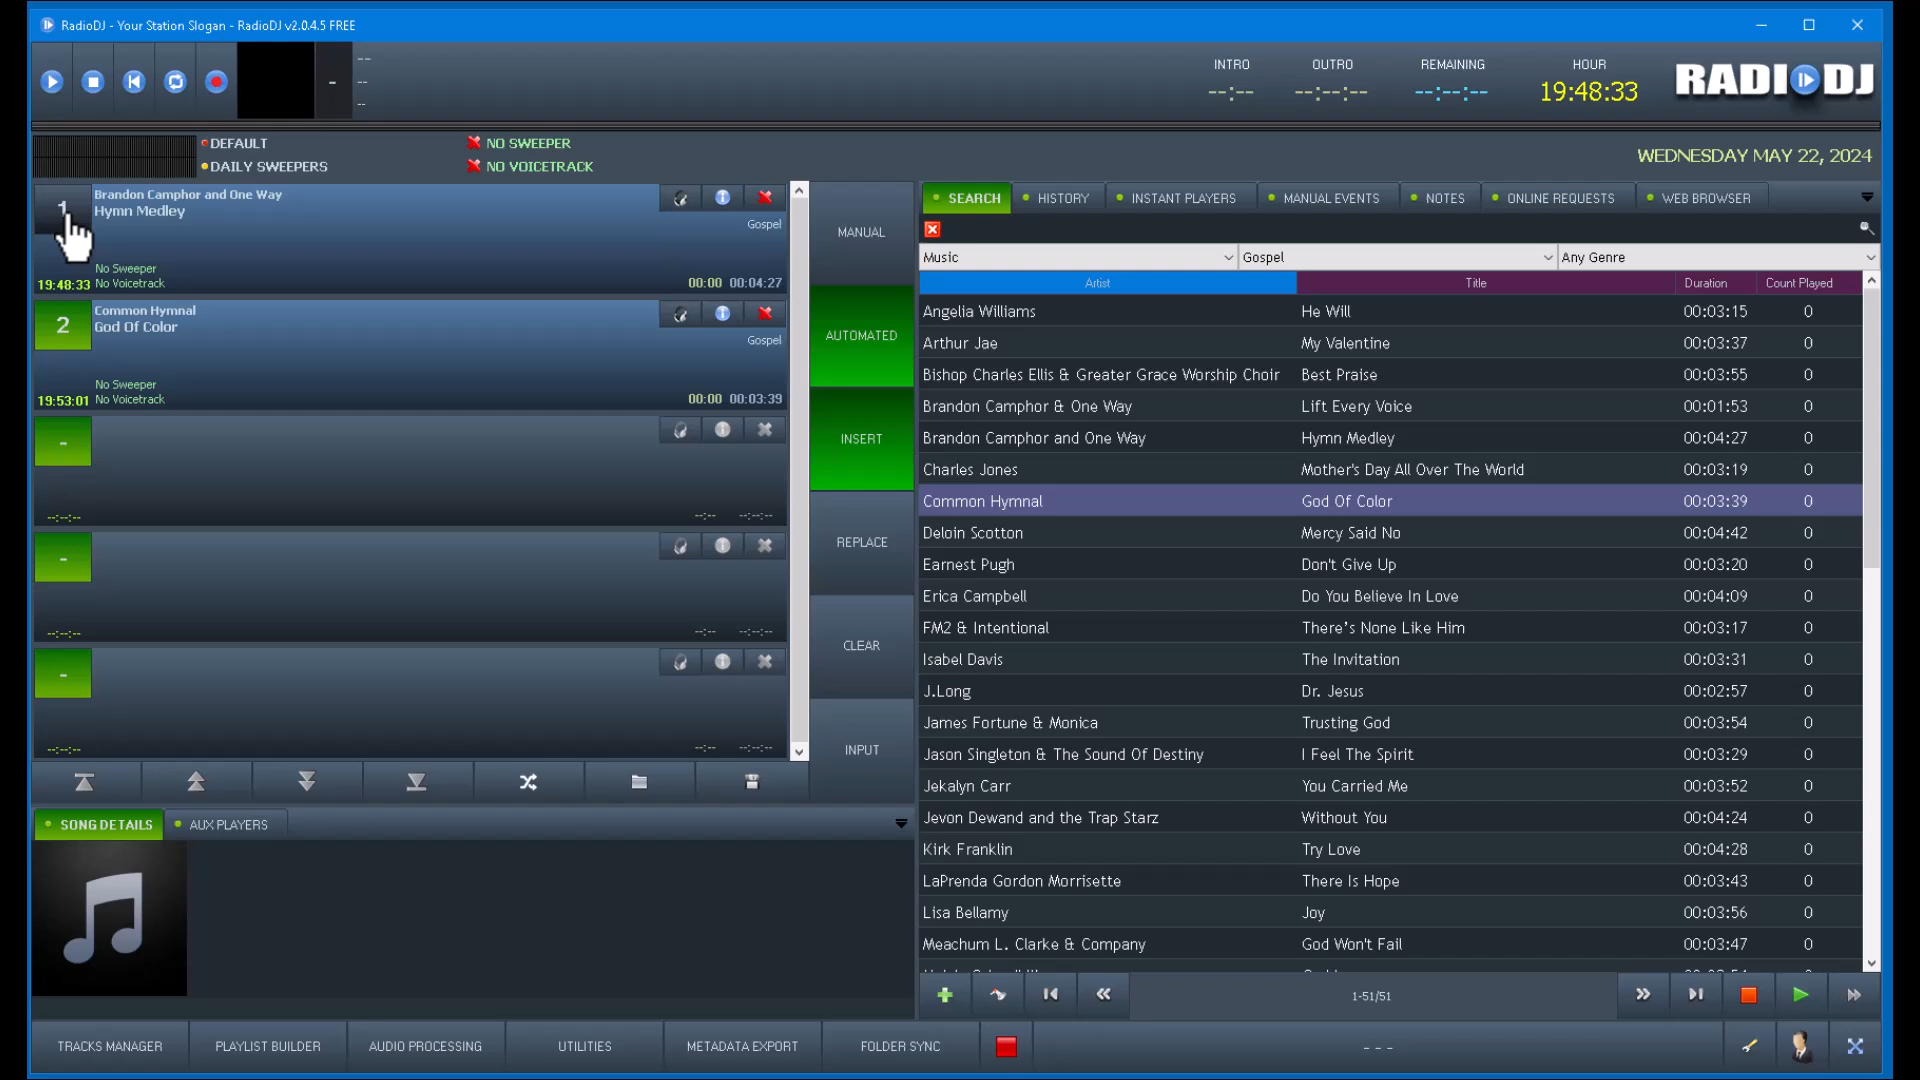 RadioDJ - Your Station Slogan - RadioDJ v2.0.4.5 FREE
--
--
--
-
INTRO OUTRO REMAINING HOUR
--:-- --:--:-- --:--:-- 19:48:33
RADIODJ
DEFAULT
NO SWEEPER
DAILY SWEEPERS
NO VOICETRACK
WEDNESDAY MAY 22, 2024
1
Brandon Camphor and One Way
Hymn Medley
Gospel
No Sweeper
19:48:33 No Voicetrack 00:00 00:04:27
2
Common Hymnal
God Of Color
Gospel
No Sweeper
19:53:01 No Voicetrack 00:00 00:03:39
-
--:--:-- --:-- --:--:--
-
--:--:-- --:-- --:--:--
-
--:--:-- --:-- --:--:--
MANUAL
AUTOMATED
INSERT
REPLACE
CLEAR
INPUT
SONG DETAILS AUX PLAYERS
SEARCH HISTORY INSTANT PLAYERS MANUAL EVENTS NOTES ONLINE REQUESTS WEB BROWSER
Music Gospel Any Genre
Artist Title Duration Count Played
Angelia Williams He Will 00:03:15 0
Arthur Jae My Valentine 00:03:37 0
Bishop Charles Ellis & Greater Grace Worship Choir Best Praise 00:03:55 0
Brandon Camphor & One Way Lift Every Voice 00:01:53 0
Brandon Camphor and One Way Hymn Medley 00:04:27 0
Charles Jones Mother's Day All Over The World 00:03:19 0
Common Hymnal God Of Color 00:03:39 0
Deloin Scotton Mercy Said No 00:04:42 0
Earnest Pugh Don't Give Up 00:03:20 0
Erica Campbell Do You Believe In Love 00:04:09 0
FM2 & Intentional There's None Like Him 00:03:17 0
Isabel Davis The Invitation 00:03:31 0
J.Long Dr. Jesus 00:02:57 0
James Fortune & Monica Trusting God 00:03:54 0
Jason Singleton & The Sound Of Destiny I Feel The Spirit 00:03:29 0
Jekalyn Carr You Carried Me 00:03:52 0
Jevon Dewand and the Trap Starz Without You 00:04:24 0
Kirk Franklin Try Love 00:04:28 0
LaPrenda Gordon Morrisette There Is Hope 00:03:43 0
Lisa Bellamy Joy 00:03:56 0
Meachum L. Clarke & Company God Won't Fail 00:03:47 0
1-51/51
TRACKS MANAGER PLAYLIST BUILDER AUDIO PROCESSING UTILITIES METADATA EXPORT FOLDER SYNC - - -